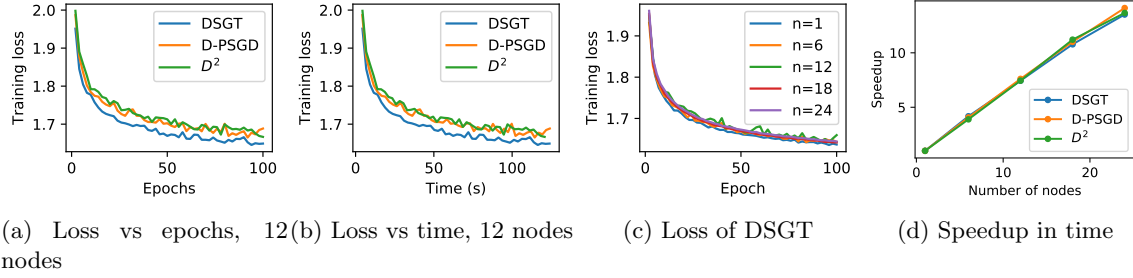 2.0
1.9
1.8
1.7
Training loss
0
50
100
Epochs
DSGT
D-PSGD
D²
2.0
1.9
1.8
1.7
Training loss
0
100
Time (s)
DSGT
D-PSGD
D²
1.9
1.8
1.7
Training loss
0
50
100
Epoch
n=1
n=6
n=12
n=18
n=24
10
5
Speedup
0
10
20
Number of nodes
DSGT
D-PSGD
D²
(a) Loss vs epochs, 12
nodes
(b) Loss vs time, 12 nodes
(c) Loss of DSGT
(d) Speedup in time